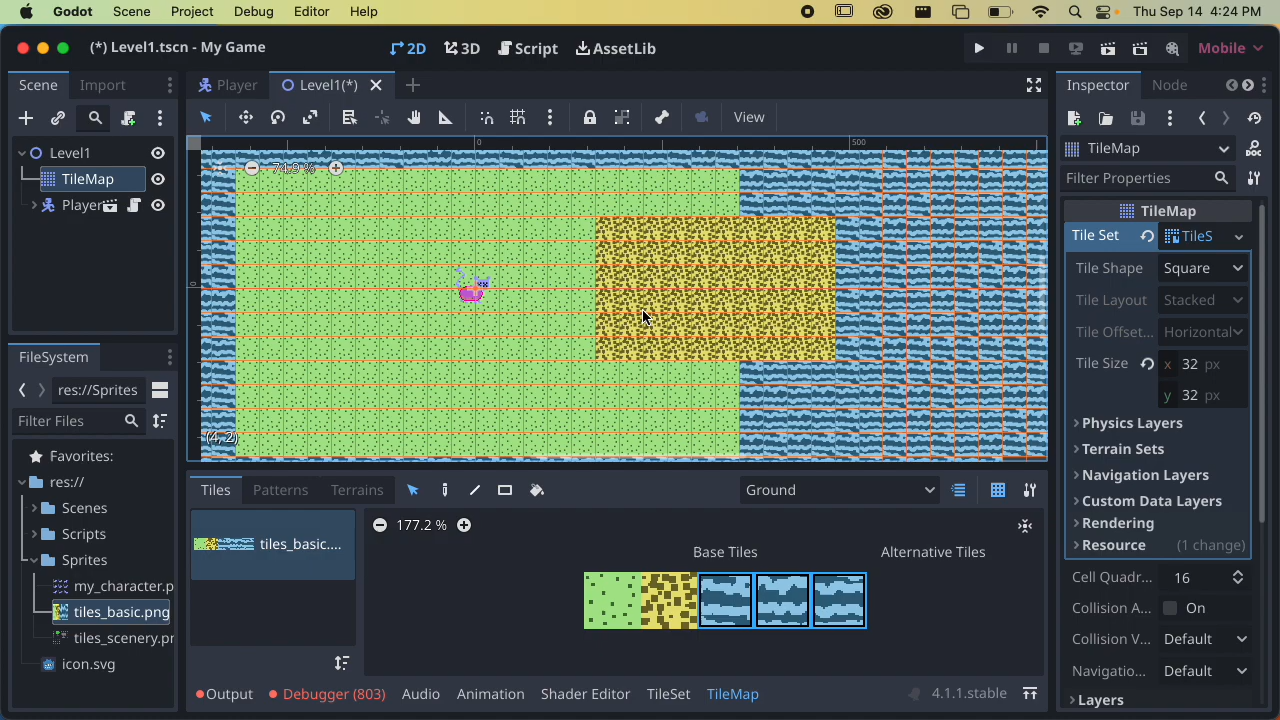 Godot Scene Project Debug Editor Help Thu Sep 14 4:24 PM
(*) Level1.tscn - My Game 2D 3D Script AssetLib Mobile
Scene Import Player Level1(*) Inspector Node
View
0 500
74.9 %
Level1 TileMap
TileMap Filter Properties
Player TileMap
Tile Set TileS
Tile Shape Square
0
Tile Layout Stacked
Tile Offset... Horizontal
FileSystem
Tile Size x 32 px
res://Sprites y 32 px
Filter Files Physics Layers
(4, 2)
Favorites: Terrain Sets
res:// Navigation Layers
Tiles Patterns Terrains Ground
Scenes Custom Data Layers
177.2 % Rendering
Scripts tiles_basic.... Resource (1 change)
Base Tiles Alternative Tiles
Sprites Cell Quadr... 16
my_character.p
tiles_basic.png Collision A... On
tiles_scenery.pr Collision V... Default
icon.svg Navigatio... Default
Output Debugger (803) Audio Animation Shader Editor TileSet TileMap 4.1.1.stable
Layers